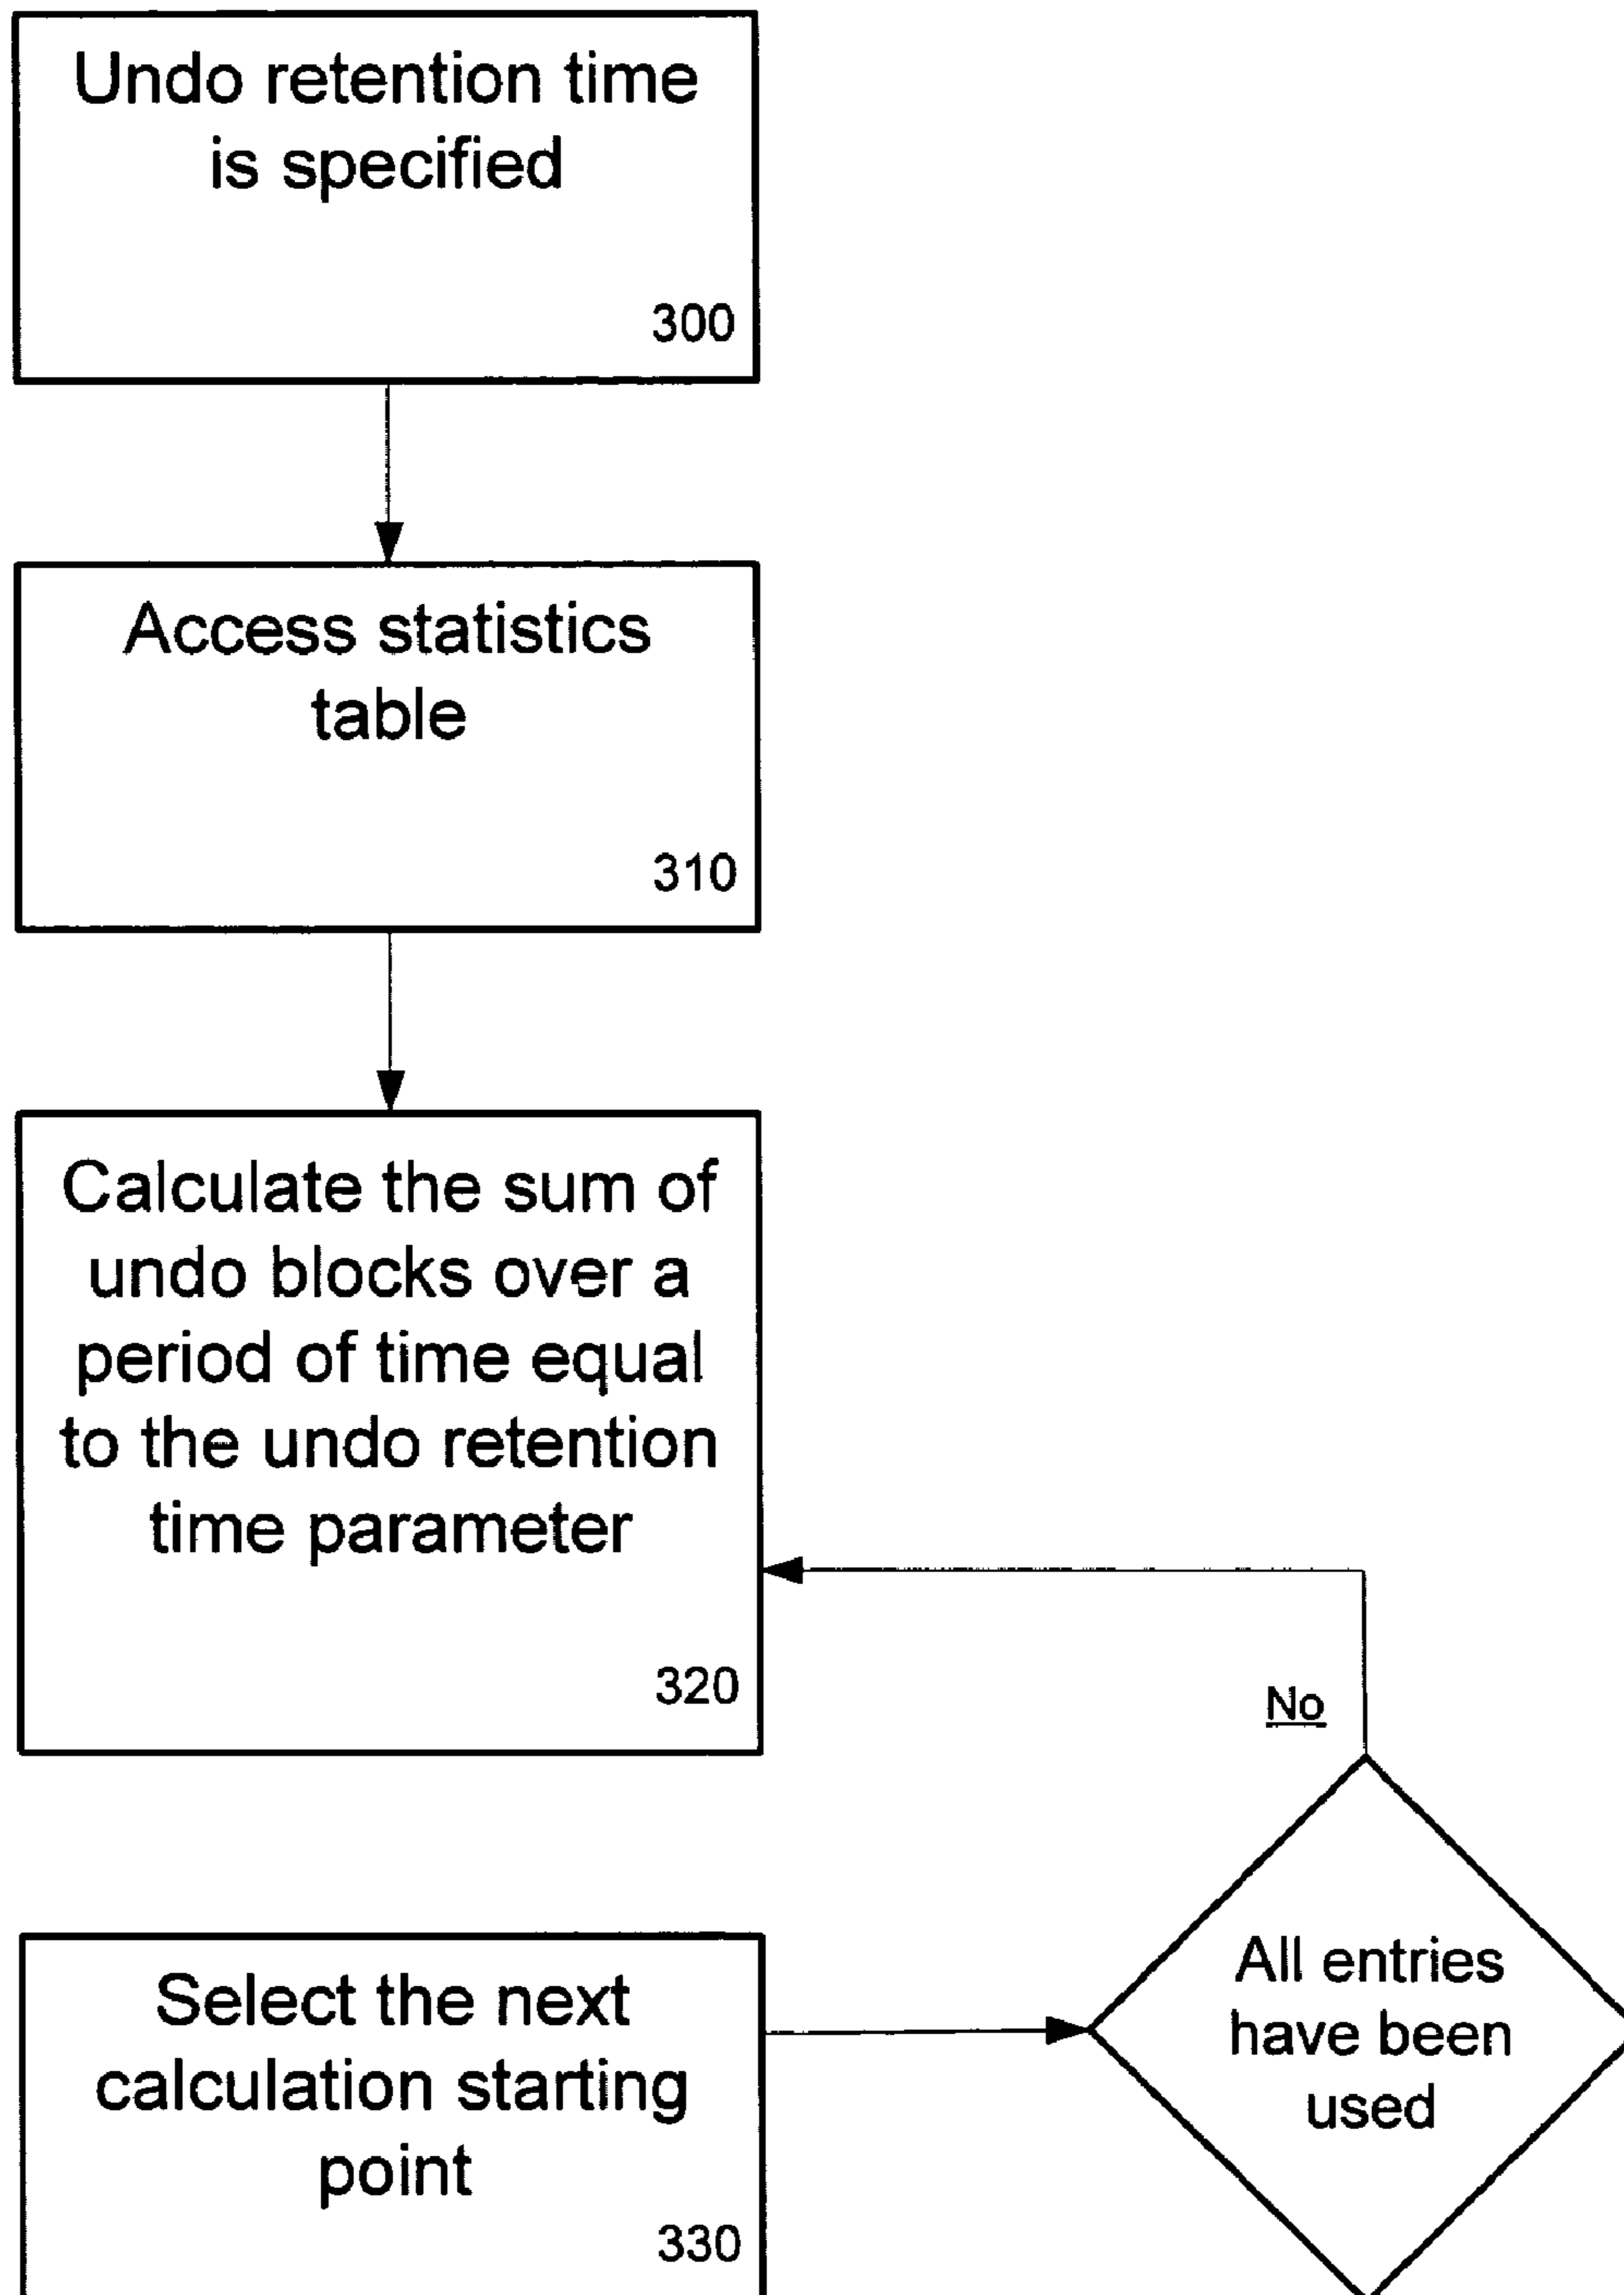 Undo retention time
is specified
300
Access statistics
table
310
Calculate the sum of
undo blocks over a
period of time equal
to the undo retention
time parameter
320
No
Select the next
calculation starting
point
330
All entries
have been
used